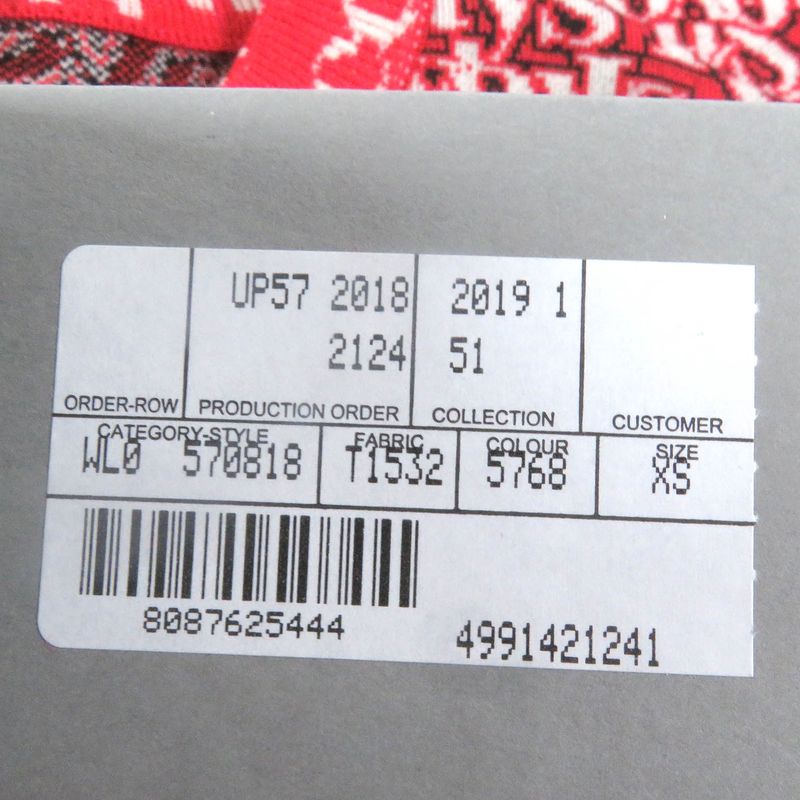 UP57 2018 2019 1
2124 51
ORDER-ROW PRODUCTION ORDER COLLECTION CUSTOMER
CATEGORY-STYLE FABRIC COLOUR SIZE
WL0 570818 T1532 5768 XS
8087625444
4991421241